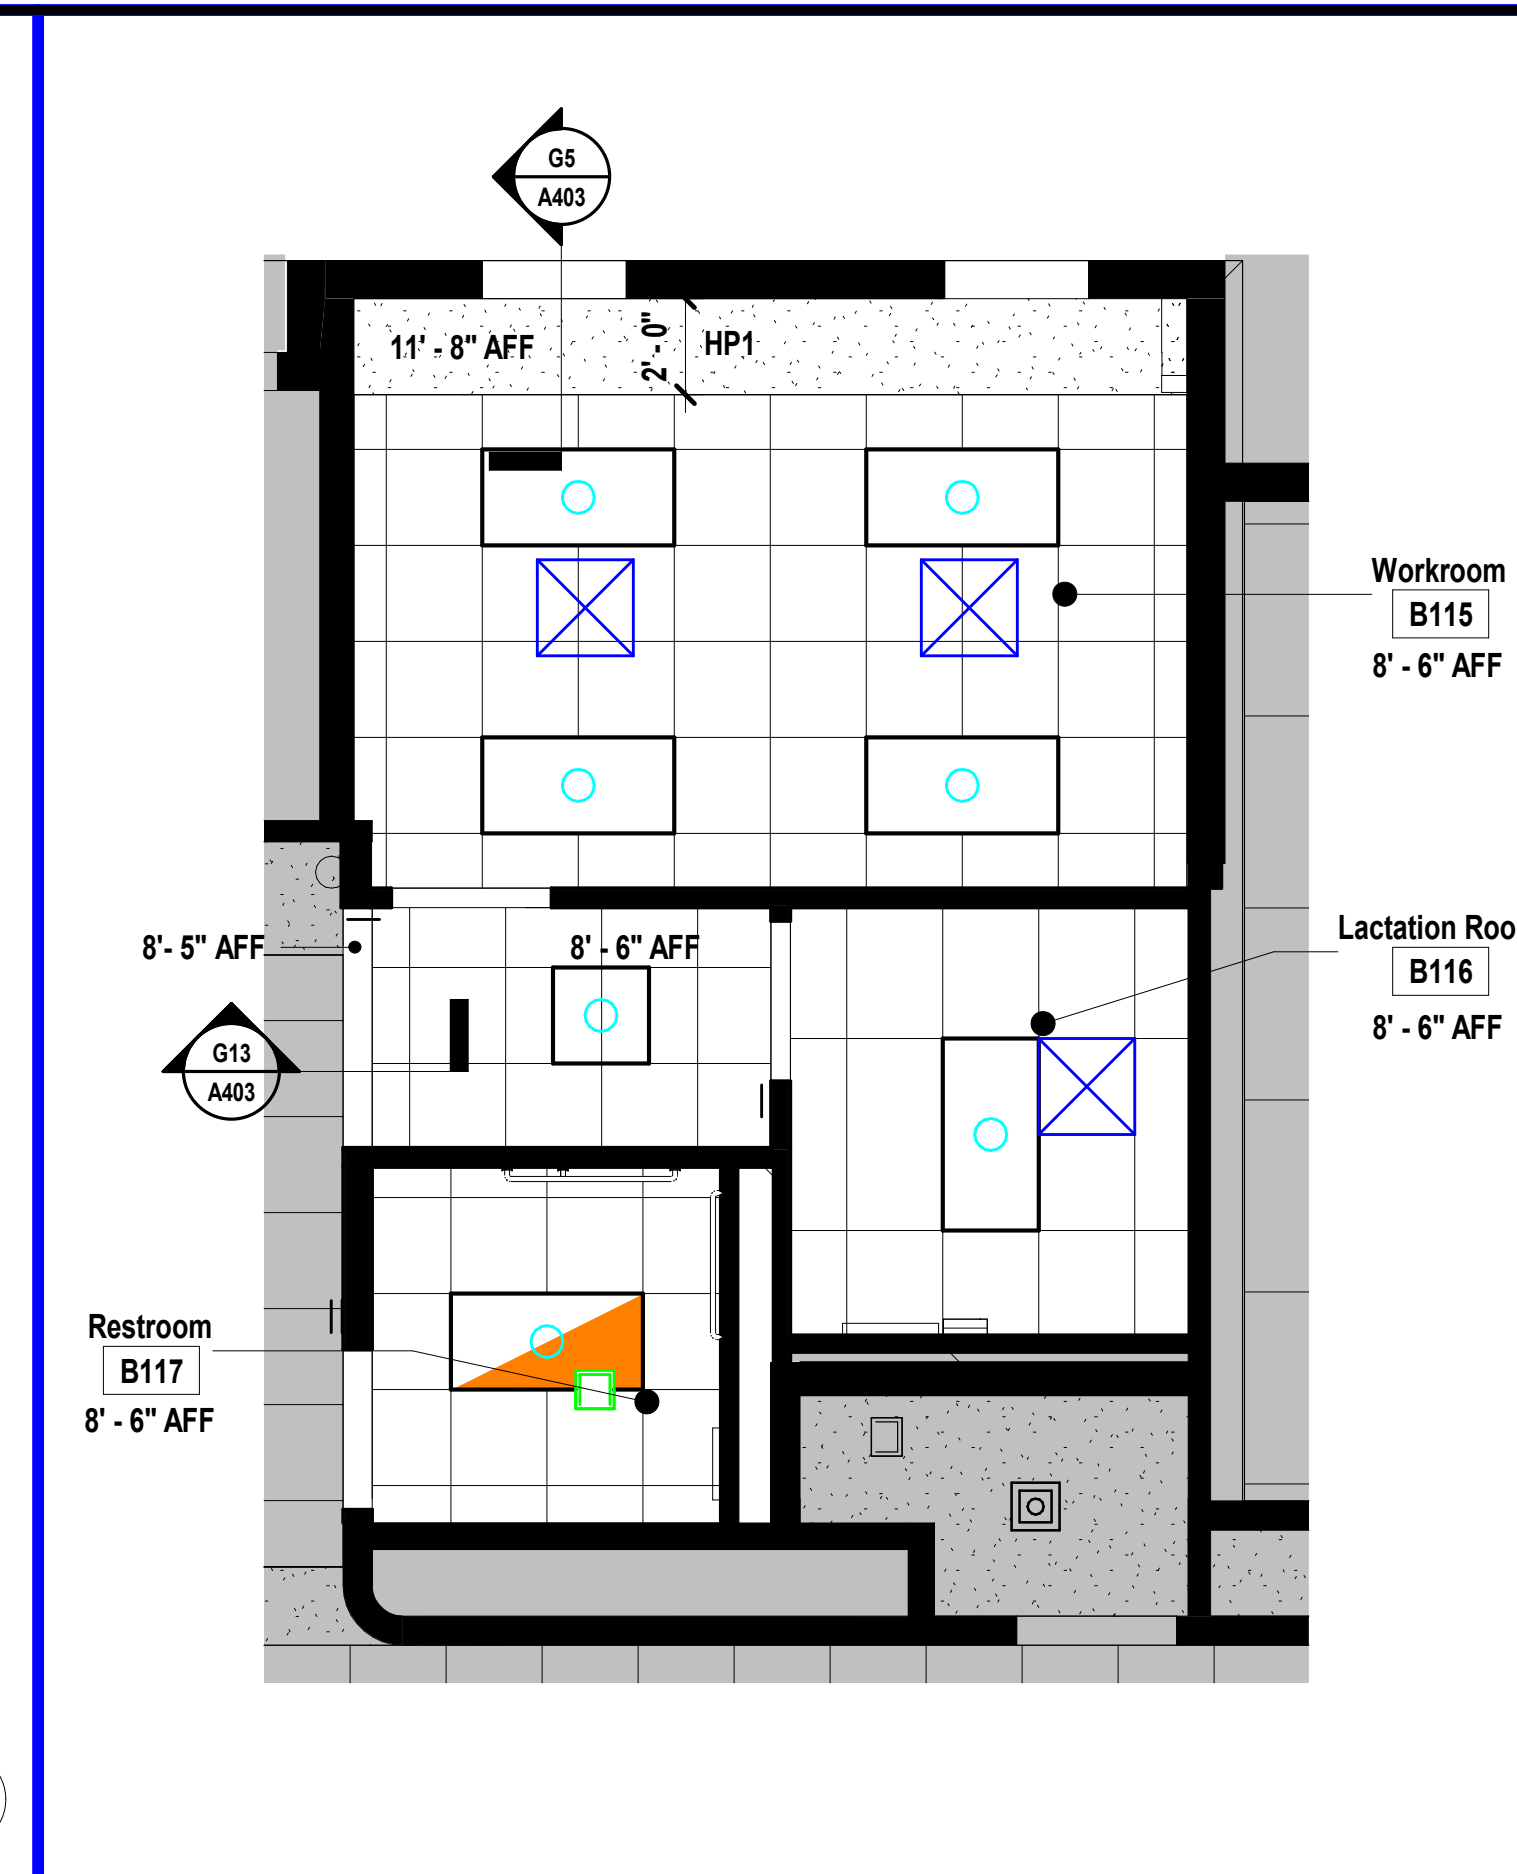 G5
A403
11' - 8" AFF
2' - 0"
HP1
Workroom
B115
8' - 6" AFF
8'- 5" AFF
8' - 6" AFF
Lactation Roo
B116
8' - 6" AFF
G13
A403
Restroom
B117
8' - 6" AFF